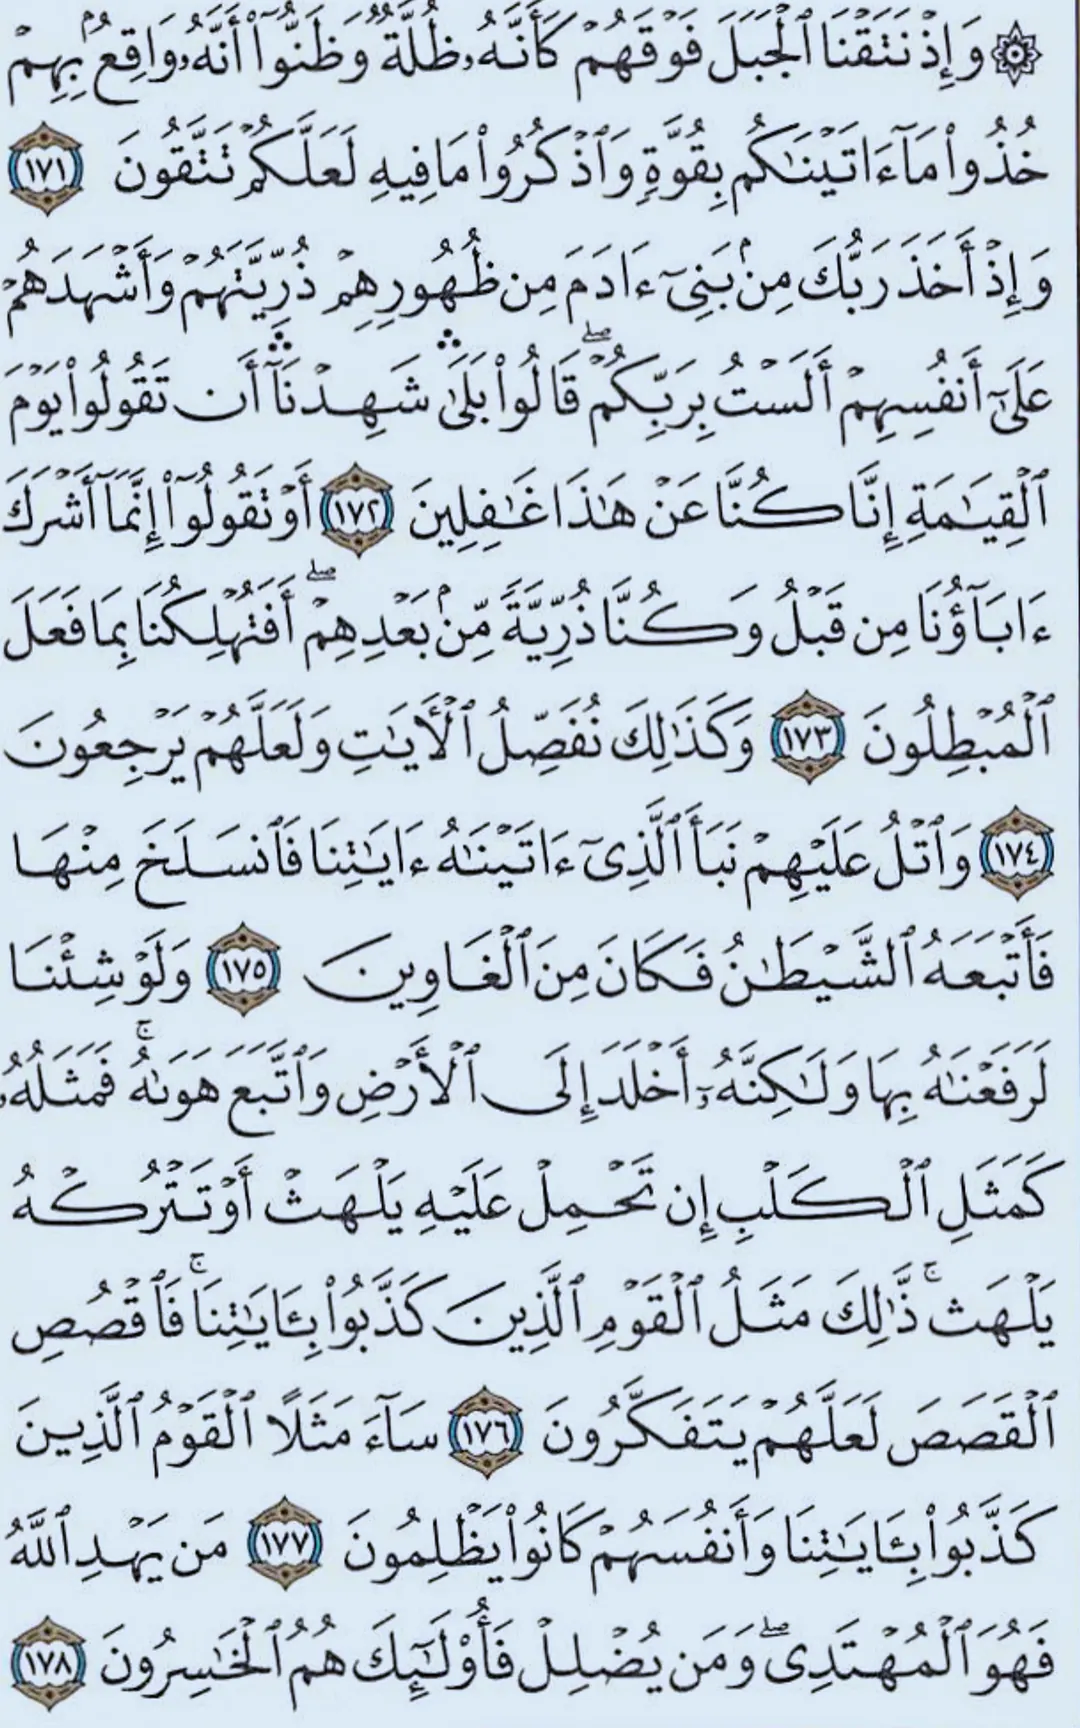 ۞ وَإِذْ نَتَقْنَا ٱلْجَبَلَ فَوْقَهُمْ كَأَنَّهُۥ ظُلَّةٌ وَظَنُّوٓا۟ أَنَّهُۥ وَاقِعٌۢ بِهِمْ
خُذُوا۟ مَآ ءَاتَيْنَـٰكُم بِقُوَّةٍ وَٱذْكُرُوا۟ مَا فِيهِ لَعَلَّكُمْ تَتَّقُونَ ١٧١
وَإِذْ أَخَذَ رَبُّكَ مِنۢ بَنِىٓ ءَادَمَ مِن ظُهُورِهِمْ ذُرِّيَّتَهُمْ وَأَشْهَدَهُمْ
عَلَىٰٓ أَنفُسِهِمْ أَلَسْتُ بِرَبِّكُمْ ۖ قَالُوا۟ بَلَىٰ ۛ شَهِدْنَآ ۛ أَن تَقُولُوا۟ يَوْمَ
ٱلْقِيَـٰمَةِ إِنَّا كُنَّا عَنْ هَـٰذَا غَـٰفِلِينَ ١٧٢ أَوْ تَقُولُوٓا۟ إِنَّمَآ أَشْرَكَ
ءَابَآؤُنَا مِن قَبْلُ وَكُنَّا ذُرِّيَّةً مِّنۢ بَعْدِهِمْ ۖ أَفَتُهْلِكُنَا بِمَا فَعَلَ
ٱلْمُبْطِلُونَ ١٧٣ وَكَذَٰلِكَ نُفَصِّلُ ٱلْـَٔايَـٰتِ وَلَعَلَّهُمْ يَرْجِعُونَ
١٧٤ وَٱتْلُ عَلَيْهِمْ نَبَأَ ٱلَّذِىٓ ءَاتَيْنَـٰهُ ءَايَـٰتِنَا فَٱنسَلَخَ مِنْهَا
فَأَتْبَعَهُ ٱلشَّيْطَـٰنُ فَكَانَ مِنَ ٱلْغَاوِينَ ١٧٥ وَلَوْ شِئْنَا
لَرَفَعْنَـٰهُ بِهَا وَلَـٰكِنَّهُۥٓ أَخْلَدَ إِلَى ٱلْأَرْضِ وَٱتَّبَعَ هَوَىٰهُ ۚ فَمَثَلُهُۥ
كَمَثَلِ ٱلْكَلْبِ إِن تَحْمِلْ عَلَيْهِ يَلْهَثْ أَوْ تَتْرُكْهُ
يَلْهَث ۚ ذَّٰلِكَ مَثَلُ ٱلْقَوْمِ ٱلَّذِينَ كَذَّبُوا۟ بِـَٔايَـٰتِنَا ۚ فَٱقْصُصِ
ٱلْقَصَصَ لَعَلَّهُمْ يَتَفَكَّرُونَ ١٧٦ سَآءَ مَثَلًا ٱلْقَوْمُ ٱلَّذِينَ
كَذَّبُوا۟ بِـَٔايَـٰتِنَا وَأَنفُسَهُمْ كَانُوا۟ يَظْلِمُونَ ١٧٧ مَن يَهْدِ ٱللَّهُ
فَهُوَ ٱلْمُهْتَدِى ۖ وَمَن يُضْلِلْ فَأُو۟لَـٰٓئِكَ هُمُ ٱلْخَـٰسِرُونَ ١٧٨